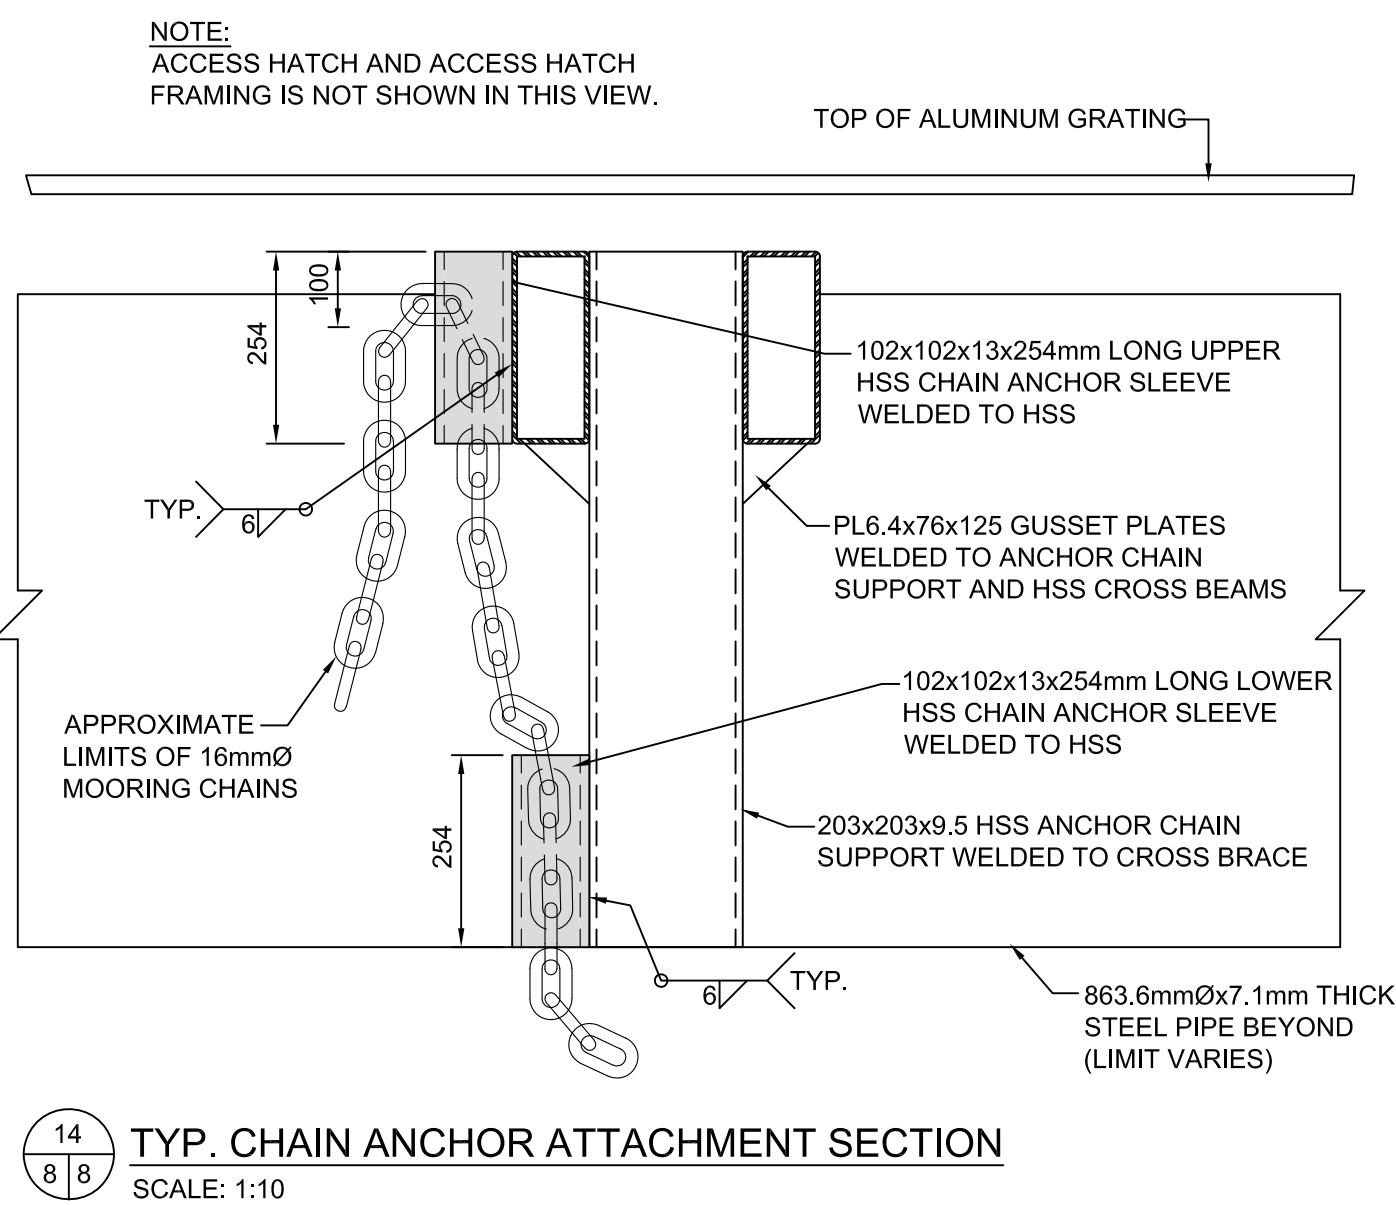 NOTE:
ACCESS HATCH AND ACCESS HATCH
FRAMING IS NOT SHOWN IN THIS VIEW.
TOP OF ALUMINUM GRATING
100
254
102x102x13x254mm LONG UPPER
HSS CHAIN ANCHOR SLEEVE
WELDED TO HSS
TYP.
6
PL6.4x76x125 GUSSET PLATES
WELDED TO ANCHOR CHAIN
SUPPORT AND HSS CROSS BEAMS
102x102x13x254mm LONG LOWER
HSS CHAIN ANCHOR SLEEVE
WELDED TO HSS
APPROXIMATE
LIMITS OF 16mmØ
MOORING CHAINS
254
203x203x9.5 HSS ANCHOR CHAIN
SUPPORT WELDED TO CROSS BRACE
6
TYP.
863.6mmØx7.1mm THICK
STEEL PIPE BEYOND
(LIMIT VARIES)
14
8 8
TYP. CHAIN ANCHOR ATTACHMENT SECTION
SCALE: 1:10